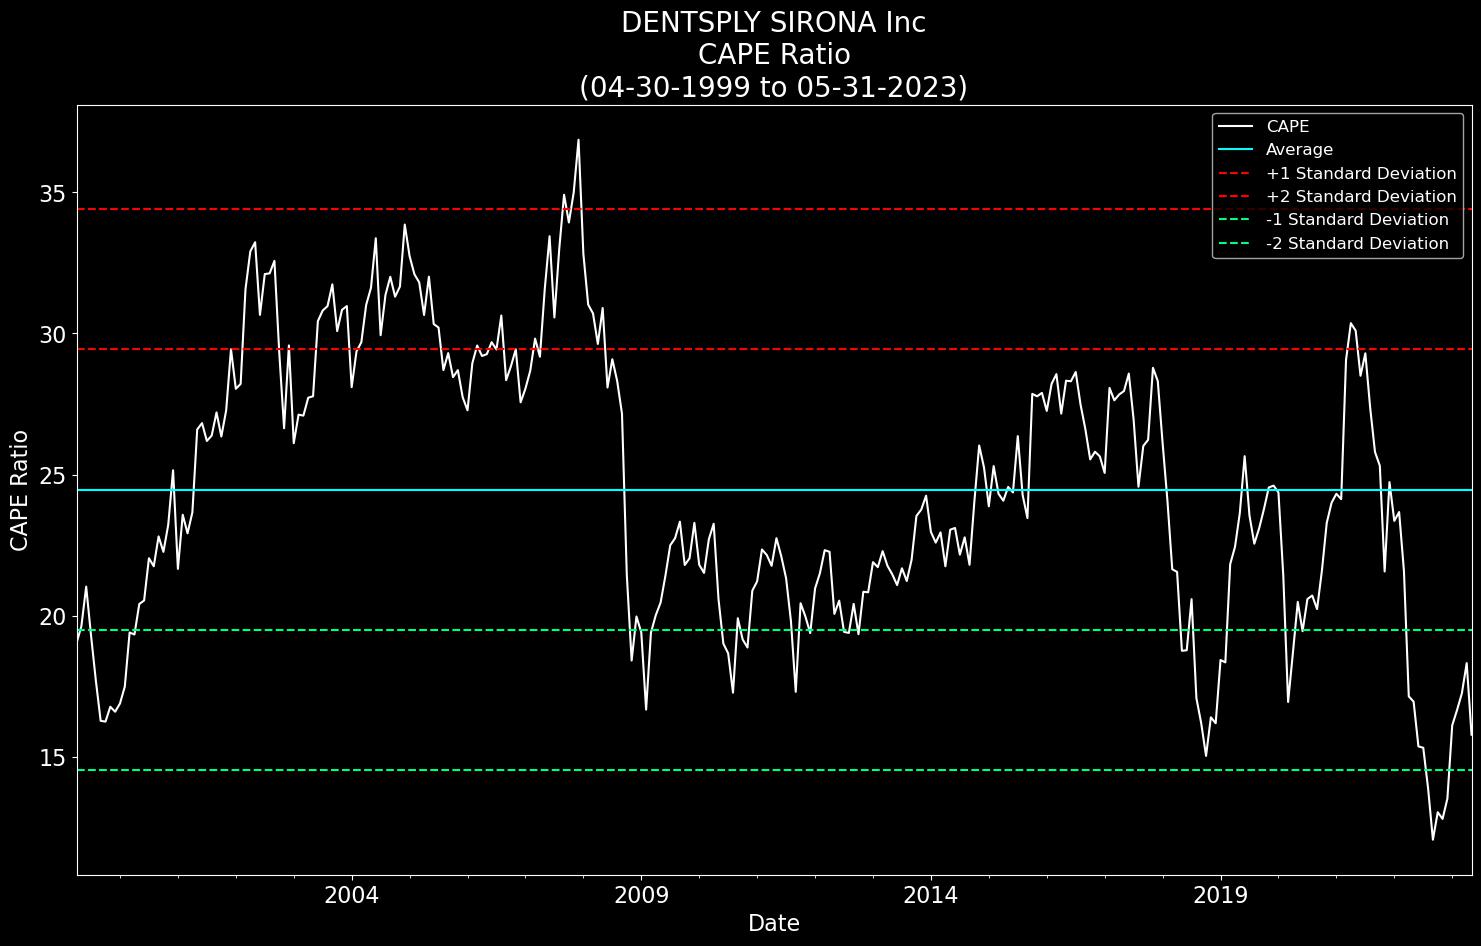 DENTSPLY SIRONA Inc
CAPE Ratio
(04-30-1999 to 05-31-2023)
CAPE
Average
+1 Standard Deviation
+2 Standard Deviation
-1 Standard Deviation
-2 Standard Deviation
35
30
25
20
15
CAPE Ratio
2004
2009
2014
2019
Date